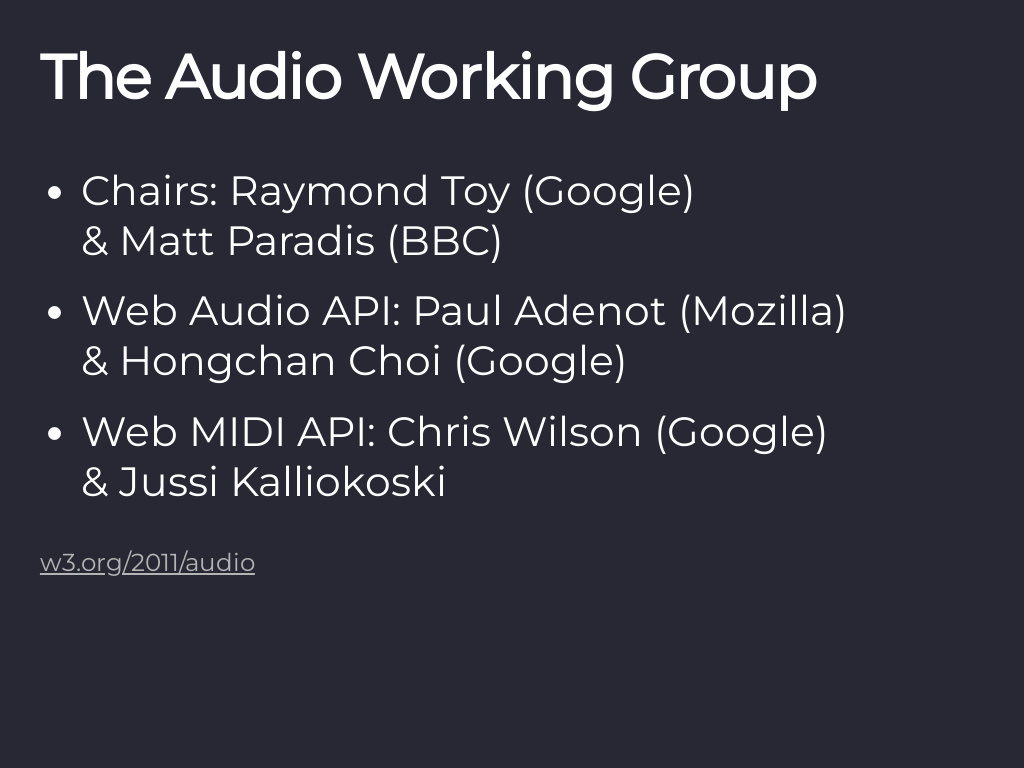 The Audio Working Group
• Chairs: Raymond Toy (Google)
& Matt Paradis (BBC)
• Web Audio API: Paul Adenot (Mozilla)
& Hongchan Choi (Google)
• Web MIDI API: Chris Wilson (Google)
& Jussi Kalliokoski
w3.org/2011/audio